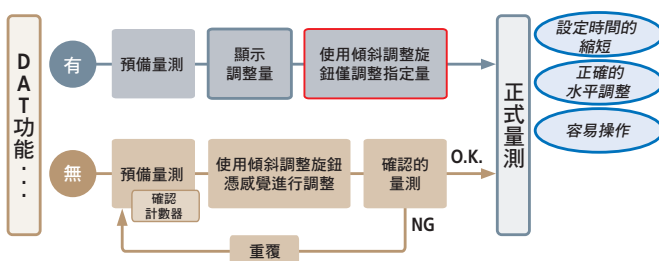 DAT功能···
有
預備量測
顯示
調整量
使用傾斜調整旋
鈕僅調整指定量
無
預備量測
確認
計數器
使用傾斜調整旋鈕
憑感覺進行調整
確認的
量測
O.K.
NG
重覆
正式量測
設定時間的
縮短
正確的
水平調整
容易操作